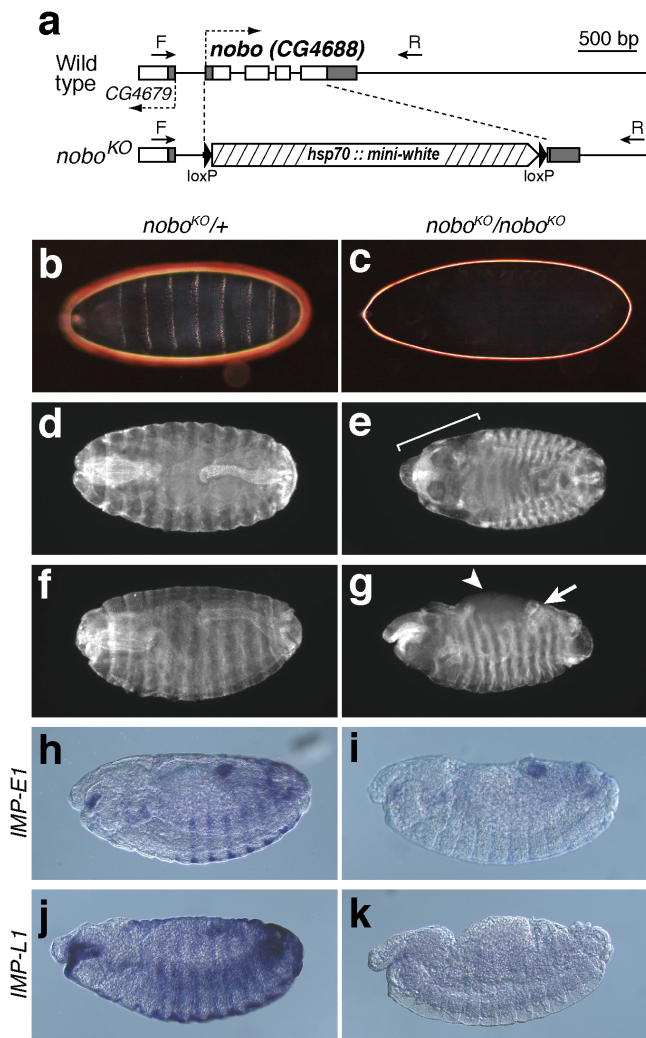 a
F
nobo (CG4688)
R
500 bp
Wild
type
CG4679
F
R
nobo KO
hsp70 :: mini-white
loxP
loxP
nobo KO/+
nobo KO/nobo KO
b
c
d
e
f
g
IMP-E1
h
i
IMP-L1
j
k